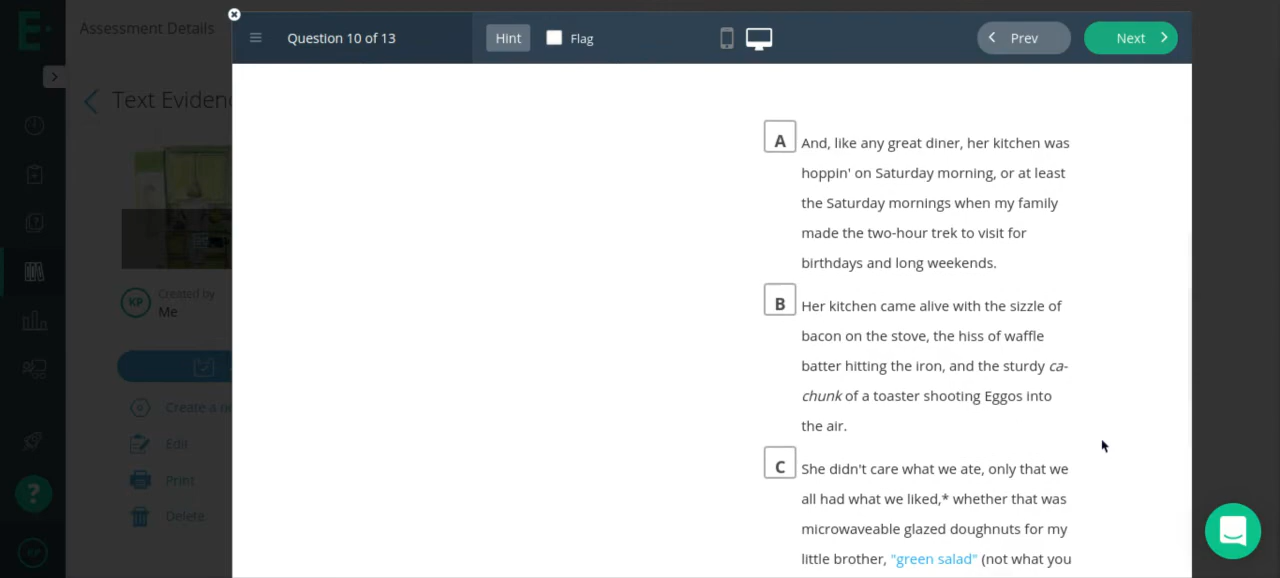 Assessment Details
Question 10 of 13
Hint
Flag
Prev
Next
Text Eviden
Created by
KP
Me
Create a n
Edit
Print
Delete
?
A
And, like any great diner, her kitchen was
hoppin' on Saturday morning, or at least
the Saturday mornings when my family
made the two-hour trek to visit for
birthdays and long weekends.
B
Her kitchen came alive with the sizzle of
bacon on the stove, the hiss of waffle
batter hitting the iron, and the sturdy ca-
chunk of a toaster shooting Eggos into
the air.
C
She didn't care what we ate, only that we
all had what we liked,* whether that was
microwaveable glazed doughnuts for my
little brother, "green salad" (not what you